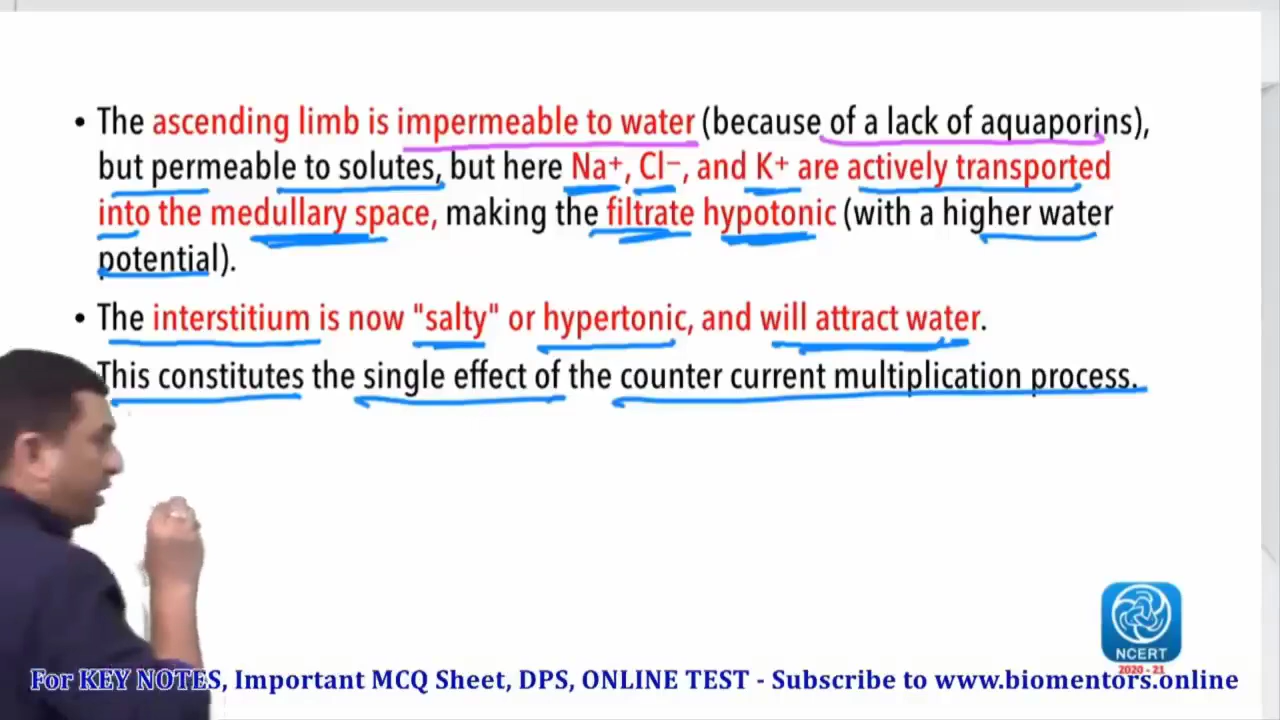 • The ascending limb is impermeable to water (because of a lack of aquaporins),
but permeable to solutes, but here Na⁺, Cl⁻, and K⁺ are actively transported
into the medullary space, making the filtrate hypotonic (with a higher water
potential).
• The interstitium is now "salty" or hypertonic, and will attract water.
This constitutes the single effect of the counter current multiplication process.
NCERT
2020 - 21
For KEY NOTES, Important MCQ Sheet, DPS, ONLINE TEST - Subscribe to www.biomentors.online